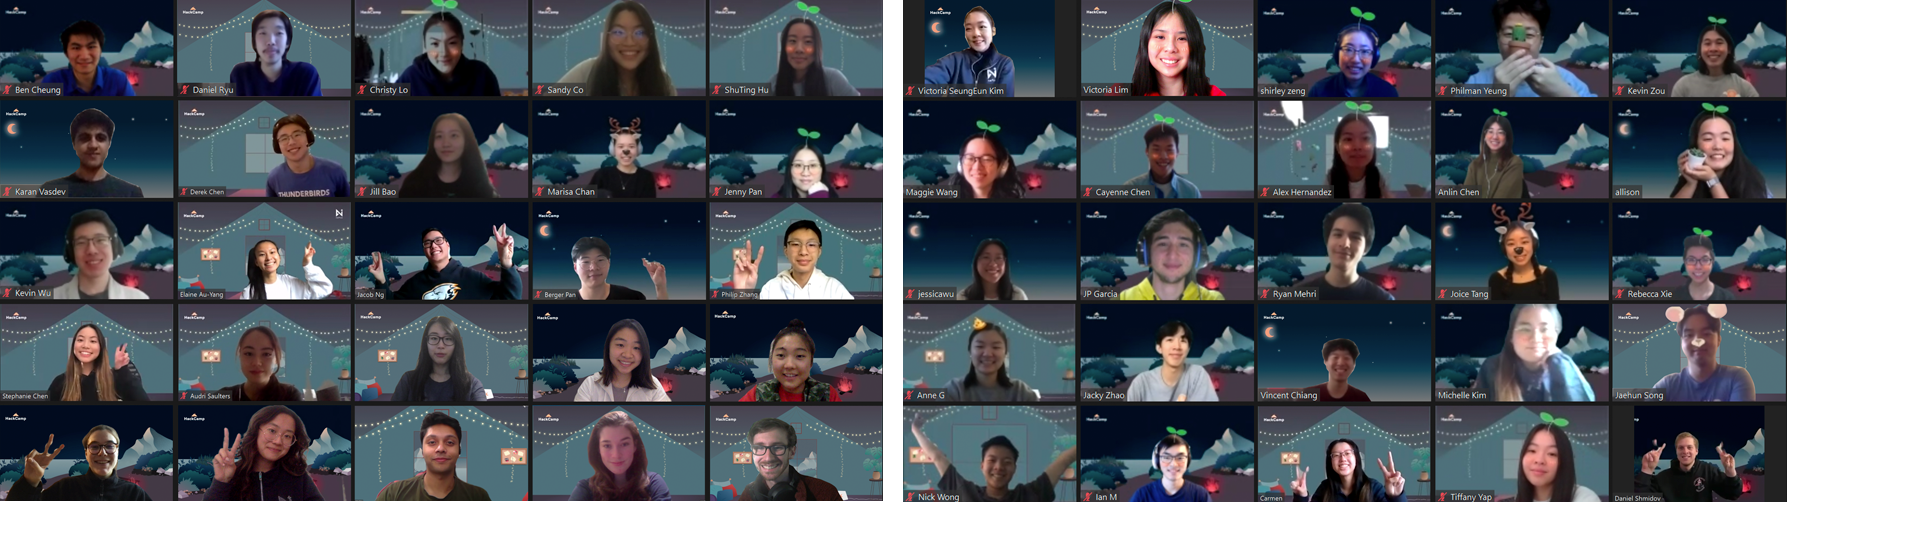 HackCamp
Ben Cheung
Daniel Ryu
Christy Lo
Sandy Co
ShuTing Hu
Karan Vasdev
Derek Chen
THUNDERBIRDS
Jill Bao
Marisa Chan
Jenny Pan
Kevin Wu
Elaine Au-Yang
Jacob Ng
Berger Pan
Philip Zhang
Stephanie Chen
Audri Saulters
Victoria SeungEun Kim
Victoria Lim
shirley zeng
Philman Yeung
Kevin Zou
Maggie Wang
Cayenne Chen
Alex Hernandez
Anlin Chen
allison
jessicawu
JP Garcia
Ryan Mehri
Joice Tang
Rebecca Xie
Anne G
Jacky Zhao
Vincent Chiang
Michelle Kim
Jaehun Song
Nick Wong
Ian M
Carmen
Tiffany Yap
Daniel Shmidov